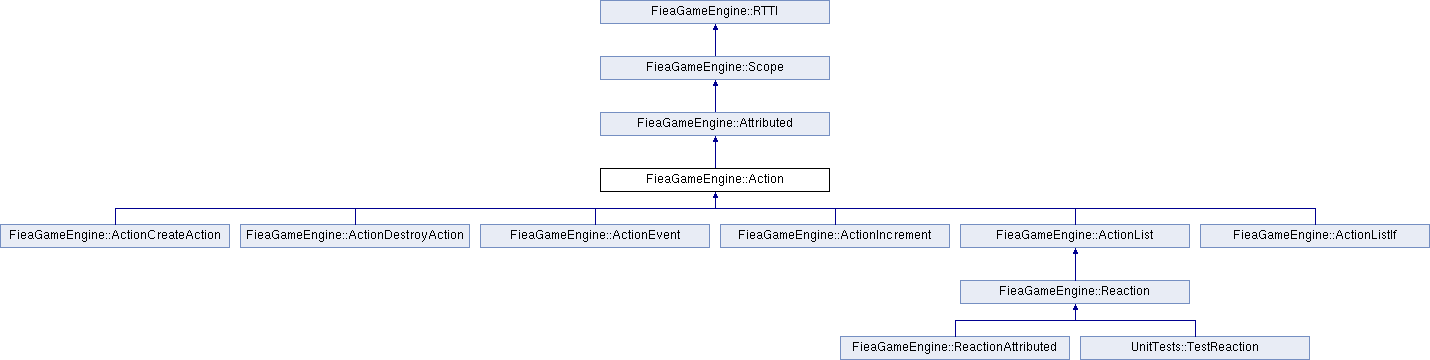 FieaGameEngine::RTTI
FieaGameEngine::Scope
FieaGameEngine::Attributed
FieaGameEngine::Action
FieaGameEngine::ActionCreateAction
FieaGameEngine::ActionDestroyAction
FieaGameEngine::ActionEvent
FieaGameEngine::ActionIncrement
FieaGameEngine::ActionList
FieaGameEngine::ActionListIf
FieaGameEngine::Reaction
FieaGameEngine::ReactionAttributed
UnitTests::TestReaction